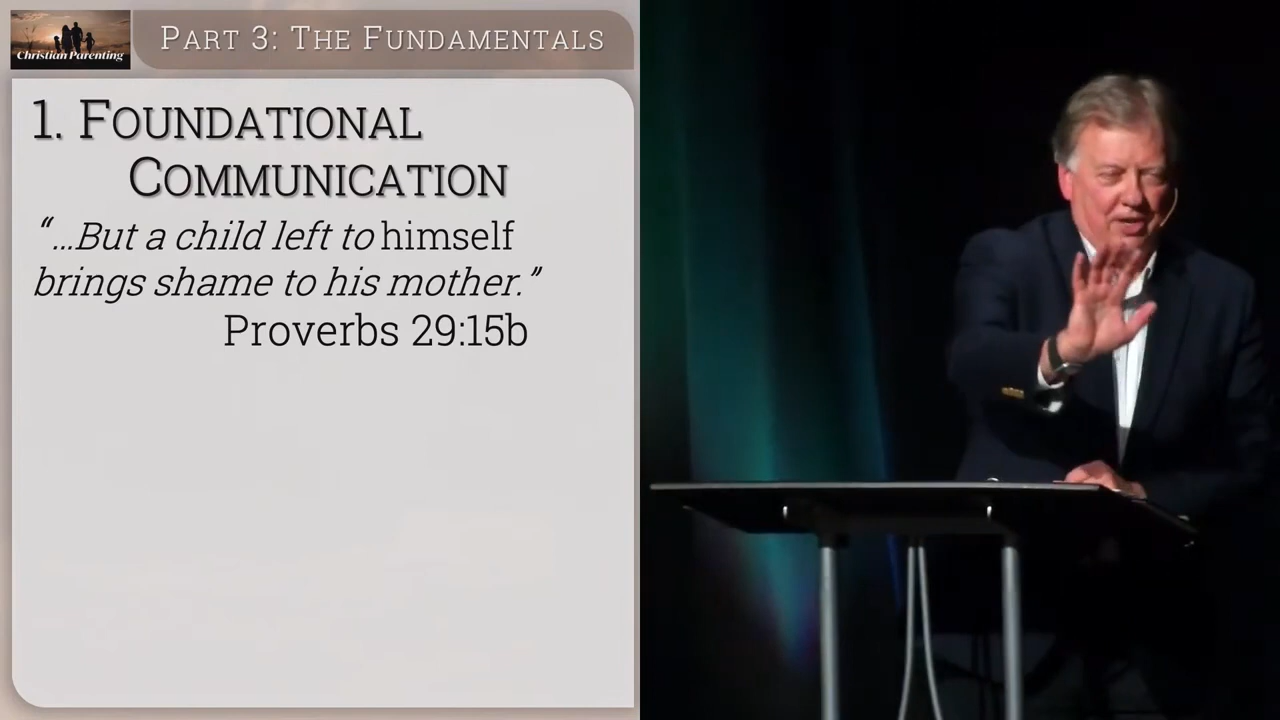 Christian Parenting
Part 3: The Fundamentals
1. Foundational
Communication
“...But a child left to himself
brings shame to his mother.”
Proverbs 29:15b